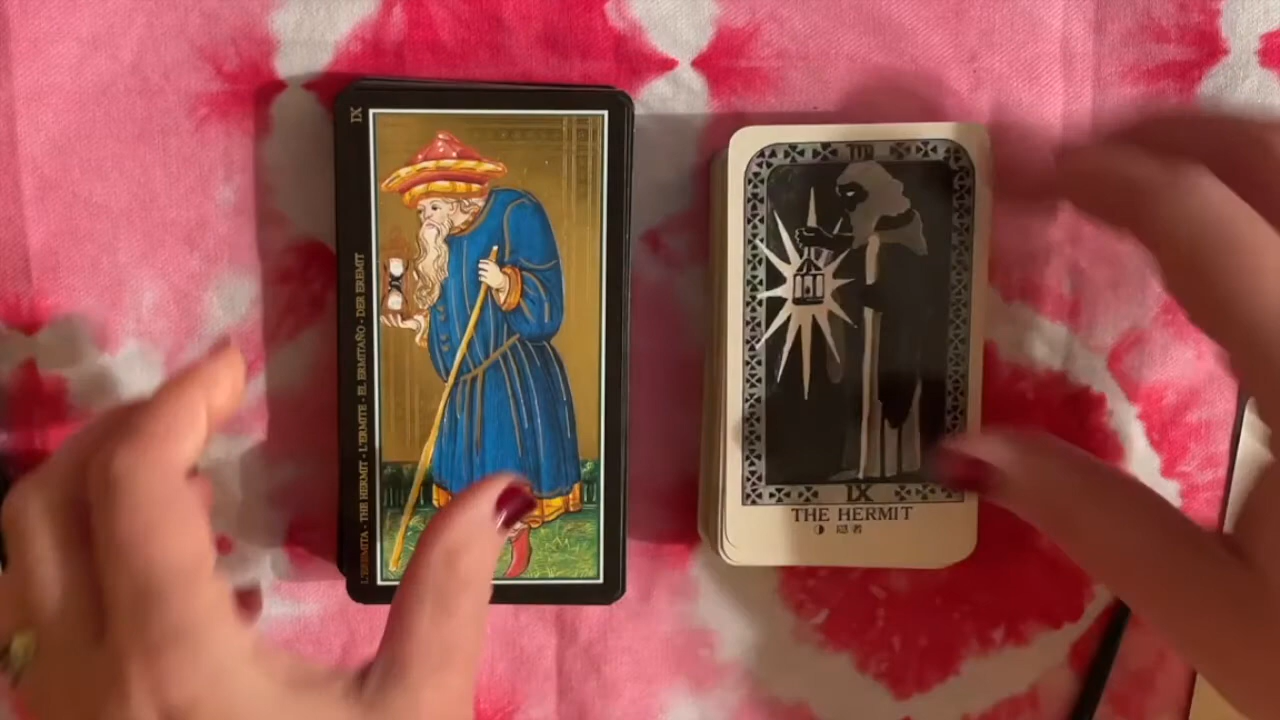 IX
L'EREMITA - THE HERMIT - L'ERMITE - EL ERMITAÑO - DER EREMIT
IX
THE HERMIT
隠者